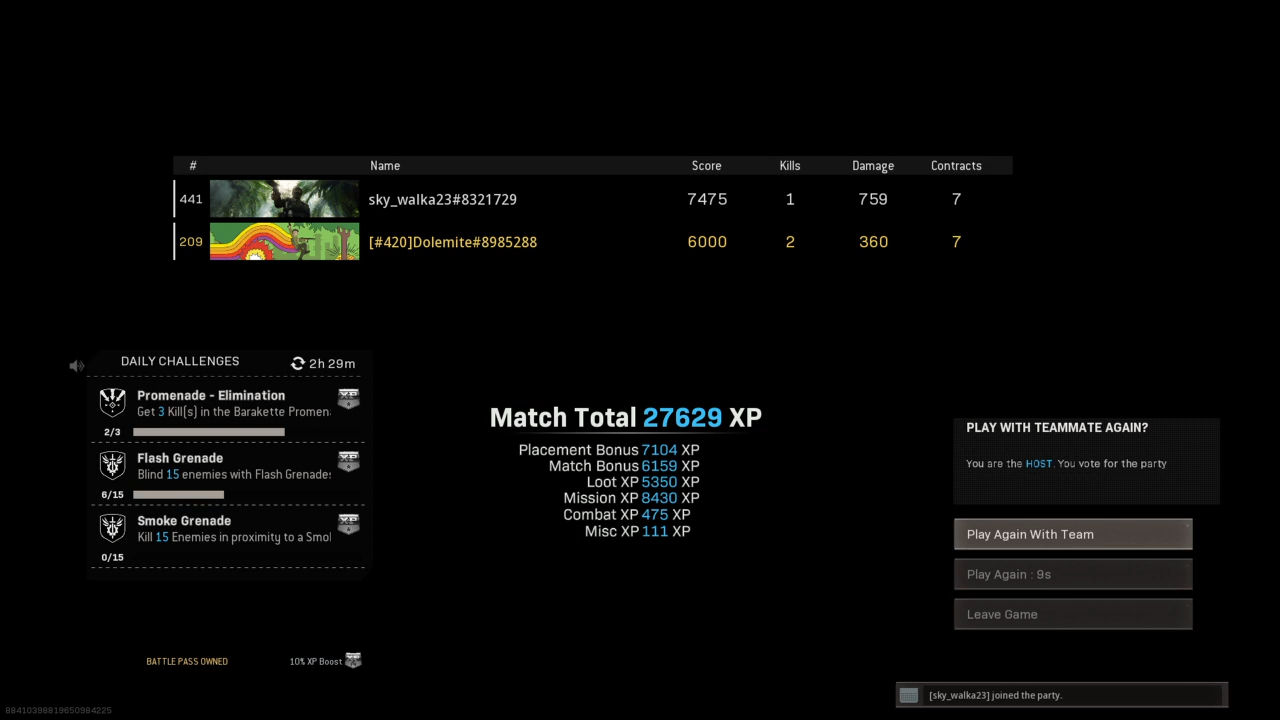 # Name Score Kills Damage Contracts
441 sky_walka23#8321729 7475 1 759 7
209 [#420]Dolemite#8985288 6000 2 360 7
DAILY CHALLENGES 2h 29m
Promenade - Elimination
Get 3 Kill(s) in the Barakette Promen
2/3
Flash Grenade
Blind 15 enemies with Flash Grenade
6/15
Smoke Grenade
Kill 15 Enemies in proximity to a Smo
0/15
BATTLE PASS OWNED 10% XP Boost
Match Total 27629 XP
Placement Bonus 7104 XP
Match Bonus 6159 XP
Loot XP 5350 XP
Mission XP 8430 XP
Combat XP 475 XP
Misc XP 111 XP
PLAY WITH TEAMMATE AGAIN?
You are the HOST. You vote for the party
Play Again With Team
Play Again : 9s
Leave Game
[sky_walka23] joined the party.
88410398819650984225